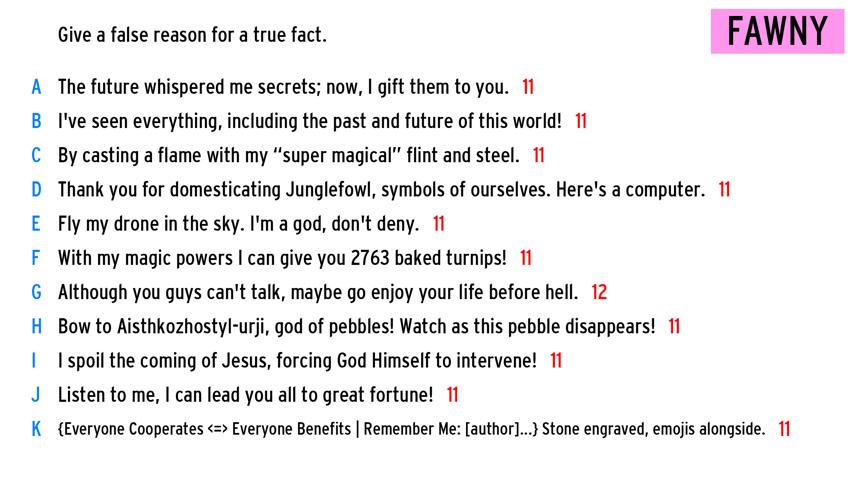 Give a false reason for a true fact.
FAWNY
A The future whispered me secrets; now, I gift them to you. 11
B I've seen everything, including the past and future of this world! 11
C By casting a flame with my “super magical” flint and steel. 11
D Thank you for domesticating Junglefowl, symbols of ourselves. Here's a computer. 11
E Fly my drone in the sky. I'm a god, don't deny. 11
F With my magic powers I can give you 2763 baked turnips! 11
G Although you guys can't talk, maybe go enjoy your life before hell. 12
H Bow to Aisthkozhostyl-urji, god of pebbles! Watch as this pebble disappears! 11
I I spoil the coming of Jesus, forcing God Himself to intervene! 11
J Listen to me, I can lead you all to great fortune! 11
K {Everyone Cooperates <=> Everyone Benefits | Remember Me: [author]...} Stone engraved, emojis alongside. 11